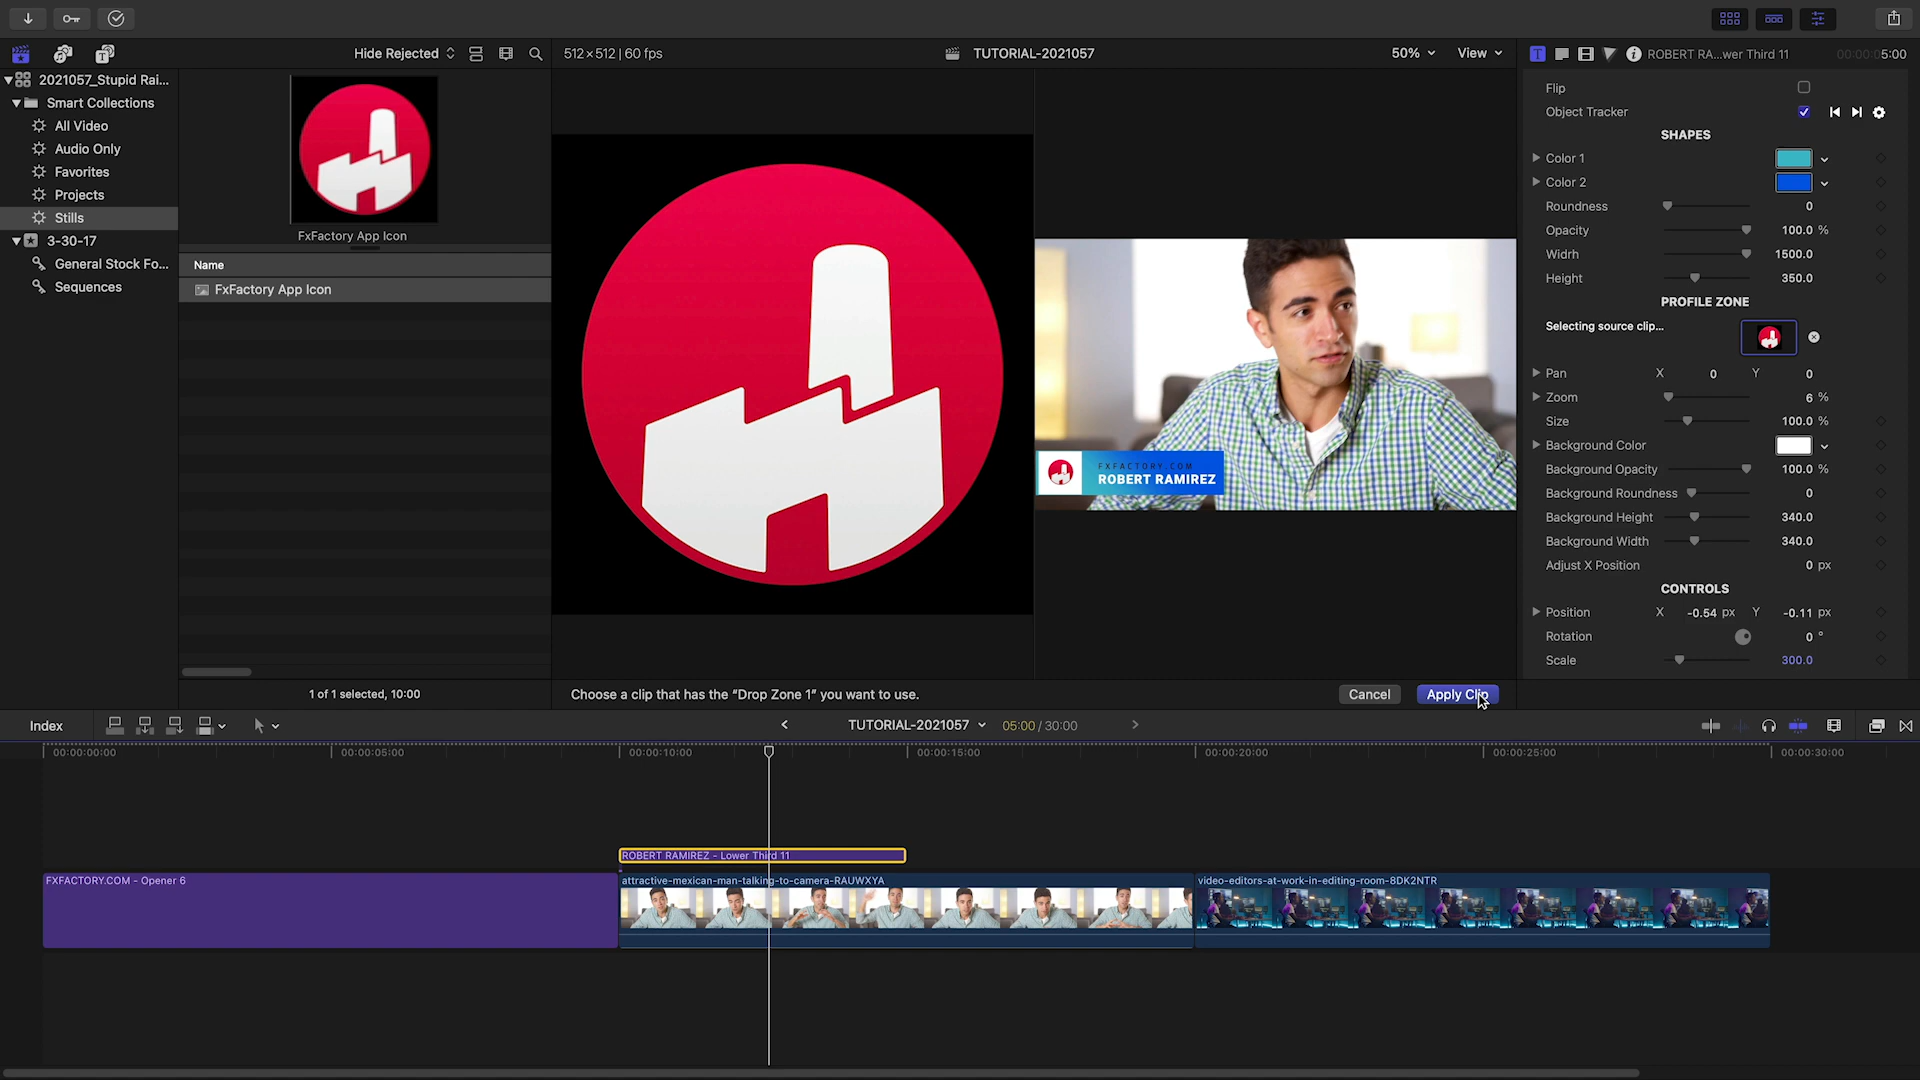 Hide Rejected
512×512 | 60 fps
TUTORIAL-2021057
50%
View
ROBERT RA...wer Third 11
00:00:05:00
2021057_Stupid Rai...
Smart Collections
All Video
Audio Only
Favorites
Projects
Stills
3-30-17
General Stock Fo...
Sequences
FxFactory App Icon
Name
FxFactory App Icon
1 of 1 selected, 10:00
FXFACTORY.COM
ROBERT RAMIREZ
Choose a clip that has the “Drop Zone 1” you want to use.
Cancel
Apply Clip
Flip
Object Tracker
SHAPES
Color 1
Color 2
Roundness 0
Opacity 100.0 %
Widrh 1500.0
Height 350.0
PROFILE ZONE
Selecting source clip...
Pan X 0 Y 0
Zoom 6 %
Size 100.0 %
Background Color
Background Opacity 100.0 %
Background Roundness 0
Background Height 340.0
Background Width 340.0
Adjust X Position 0 px
CONTROLS
Position X -0.54 px Y -0.11 px
Rotation 0 °
Scale 300.0
Index
TUTORIAL-2021057
05:00 / 30:00
00:00:00:00
00:00:05:00
00:00:10:00
00:00:15:00
00:00:20:00
00:00:25:00
00:00:30:00
ROBERT RAMIREZ - Lower Third 11
FXFACTORY.COM - Opener 6
attractive-mexican-man-talking-to-camera-RAUWXYA
video-editors-at-work-in-editing-room-8DK2NTR